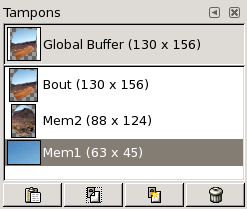 Tampons
Global Buffer (130 x 156)
Bout (130 x 156)
Mem2 (88 x 124)
Mem1 (63 x 45)